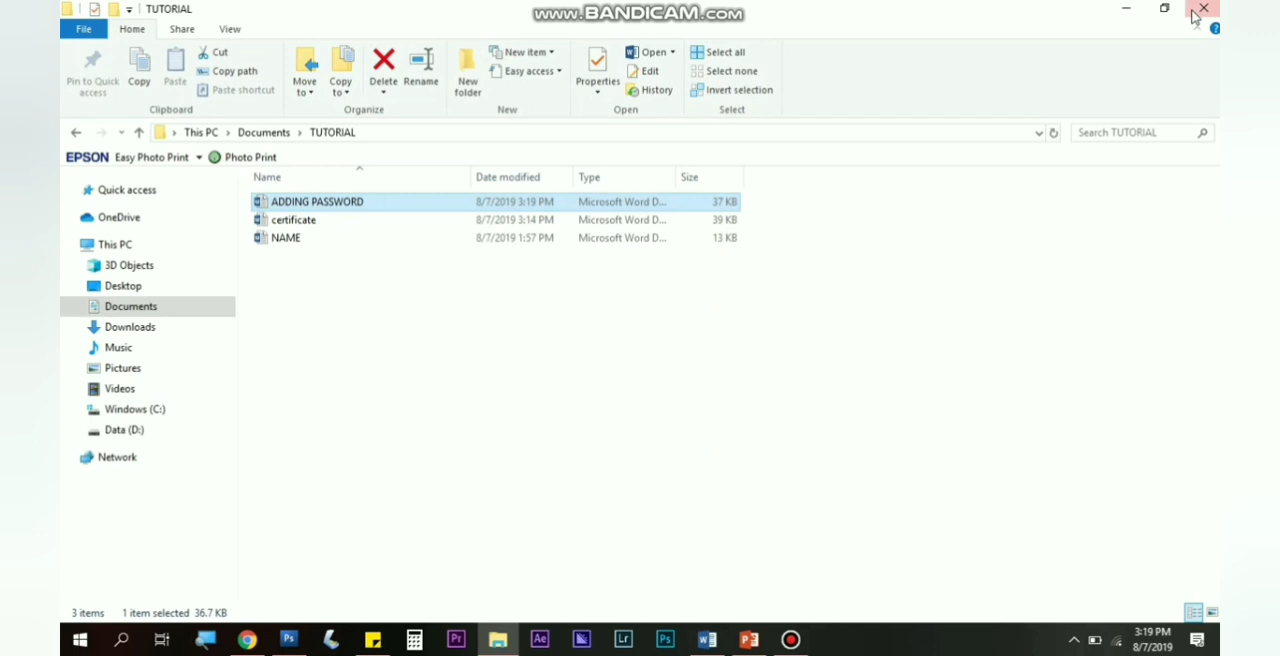 TUTORIAL
www.BANDICAM.com
File Home Share View
Pin to Quick access
Copy
Paste
Cut
Copy path
Paste shortcut
Clipboard
Move to
Copy to
Delete
Rename
Organize
New folder
New item
Easy access
New
Properties
Open
Edit
History
Open
Select all
Select none
Invert selection
Select
This PC > Documents > TUTORIAL
Search TUTORIAL
EPSON Easy Photo Print Photo Print
Name Date modified Type Size
ADDING PASSWORD 8/7/2019 3:19 PM Microsoft Word D... 37 KB
certificate 8/7/2019 3:14 PM Microsoft Word D... 39 KB
NAME 8/7/2019 1:57 PM Microsoft Word D... 13 KB
Quick access
OneDrive
This PC
3D Objects
Desktop
Documents
Downloads
Music
Pictures
Videos
Windows (C:)
Data (D:)
Network
3 items 1 item selected 36.7 KB
Ps
Pr
Ae
Lr
Ps
3:19 PM
8/7/2019